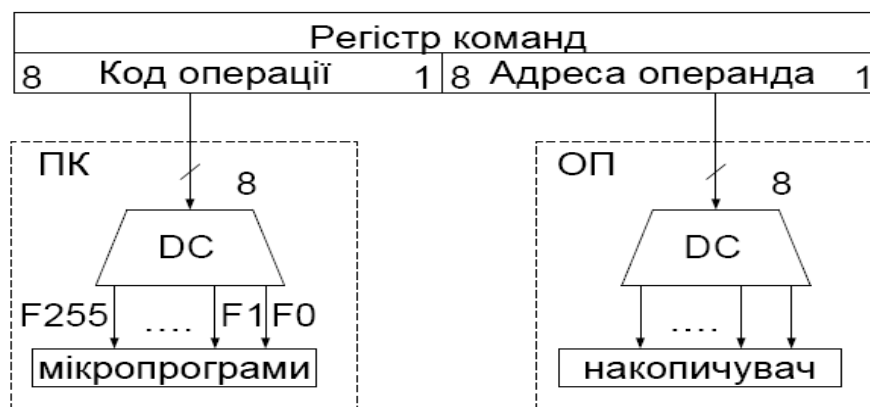 Регістр команд
8 Код операції 1 8 Адреса операнда 1
ПК ОП
8 8
DC DC
F255 .... F1 F0 ....
мікропрограми накопичувач